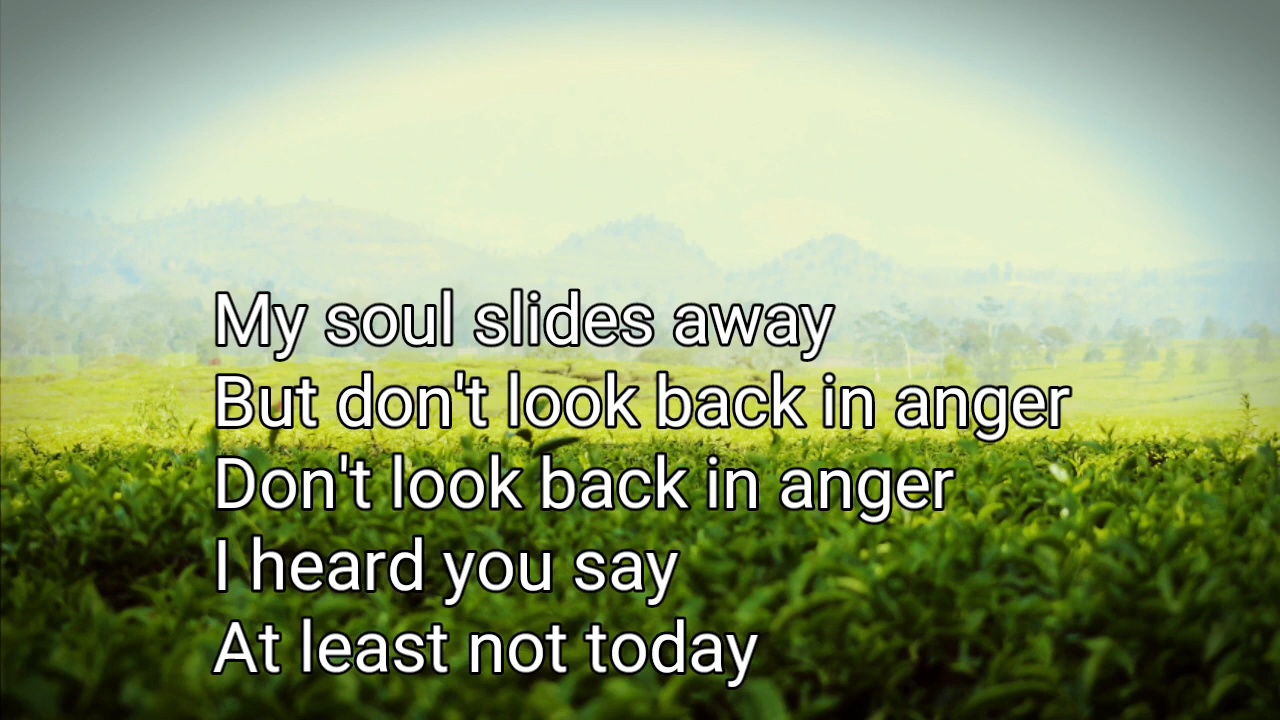 My soul slides away
But don't look back in anger
Don't look back in anger
I heard you say
At least not today